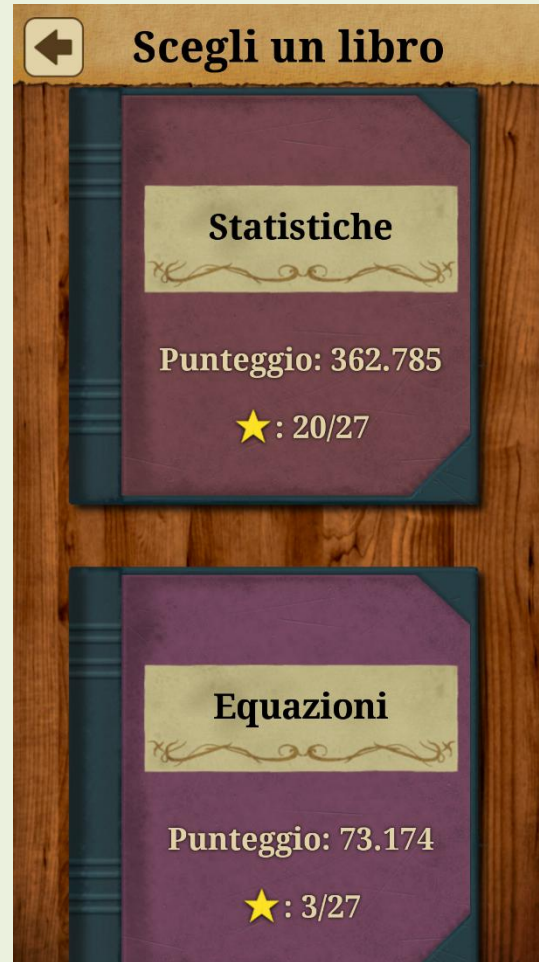 Scegli un libro
Statistiche
Punteggio: 362.785
: 20/27
Equazioni
Punteggio: 73.174
: 3/27